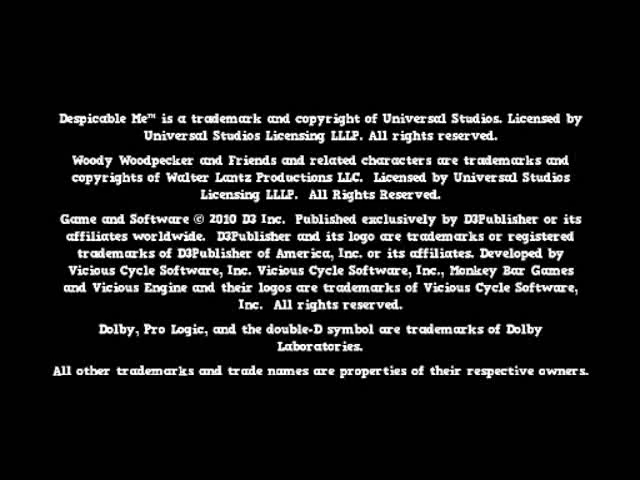 Despicable Me™ is a trademark and copyright of Universal Studios. Licensed by
Universal Studios Licensing LLLP. All rights reserved.
Woody Woodpecker and Friends and related characters are trademarks and
copyrights of Walter Lantz Productions LLC.  Licensed by Universal Studios
Licensing LLLP.  All Rights Reserved.
Game and Software © 2010 D3 Inc.  Published exclusively by D3Publisher or its
affiliates worldwide.  D3Publisher and its logo are trademarks or registered
trademarks of D3Publisher of America, Inc. or its affiliates. Developed by
Vicious Cycle Software, Inc. Vicious Cycle Software, Inc., Monkey Bar Games
and Vicious Engine and their logos are trademarks of Vicious Cycle Software,
Inc.  All rights reserved.
Dolby, Pro Logic, and the double-D symbol are trademarks of Dolby
Laboratories.
All other trademarks and trade names are properties of their respective owners.